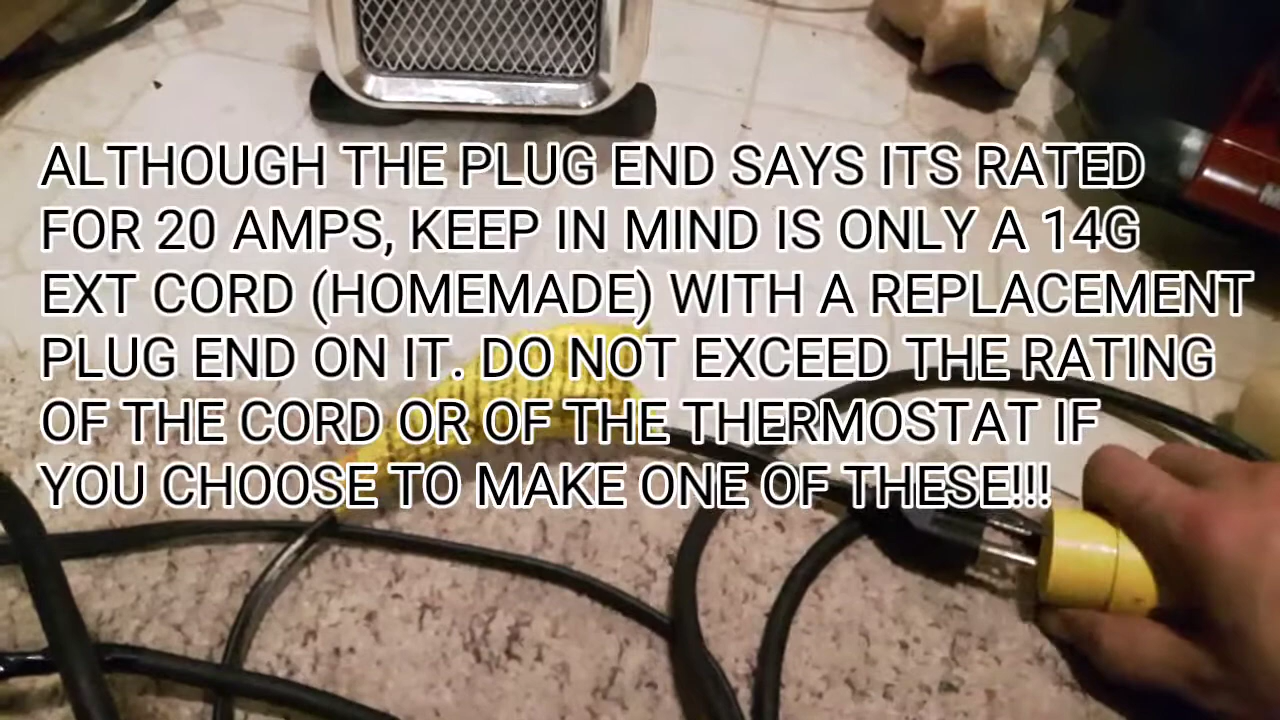 ALTHOUGH THE PLUG END SAYS ITS RATED
FOR 20 AMPS, KEEP IN MIND IS ONLY A 14G
EXT CORD (HOMEMADE) WITH A REPLACEMENT
PLUG END ON IT. DO NOT EXCEED THE RATING
OF THE CORD OR OF THE THERMOSTAT IF
YOU CHOOSE TO MAKE ONE OF THESE!!!